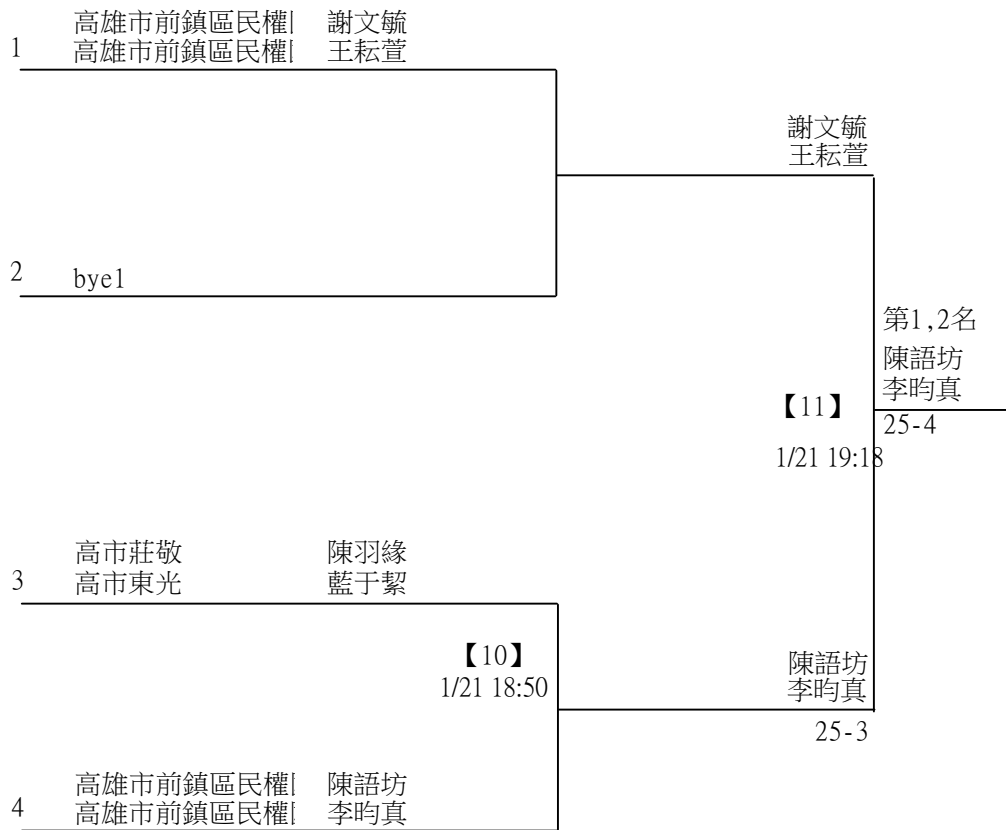 高雄市前鎮區民權 謝文毓
1 高雄市前鎮區民權 王耘萱
謝文毓
王耘萱
2 bye1
第1,2名
陳語坊
李昀真
【11】
25-4
1/21 19:18
高市莊敬 陳羽緣
3 高市東光 藍于絜
【10】
1/21 18:50
陳語坊
李昀真
25-3
高雄市前鎮區民權 陳語坊
4 高雄市前鎮區民權 李昀真